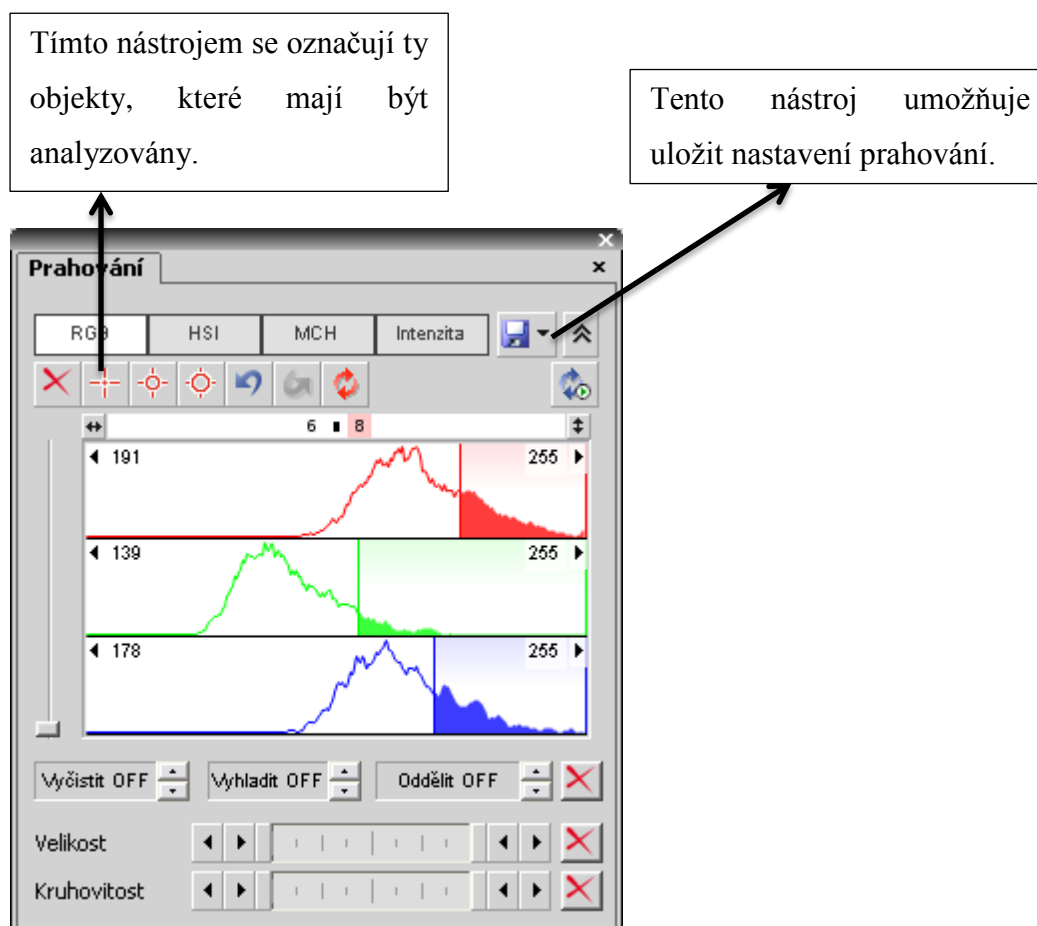 Tímto nástrojem se označují ty
objekty, které mají být
analyzovány.
Tento nástroj umožňuje
uložit nastavení prahování.
Prahování
RGB HSI MCH Intenzita
6 8
191 255
139 255
178 255
Vyčistit OFF Vyhladit OFF Oddělit OFF
Velikost
Kruhovitost